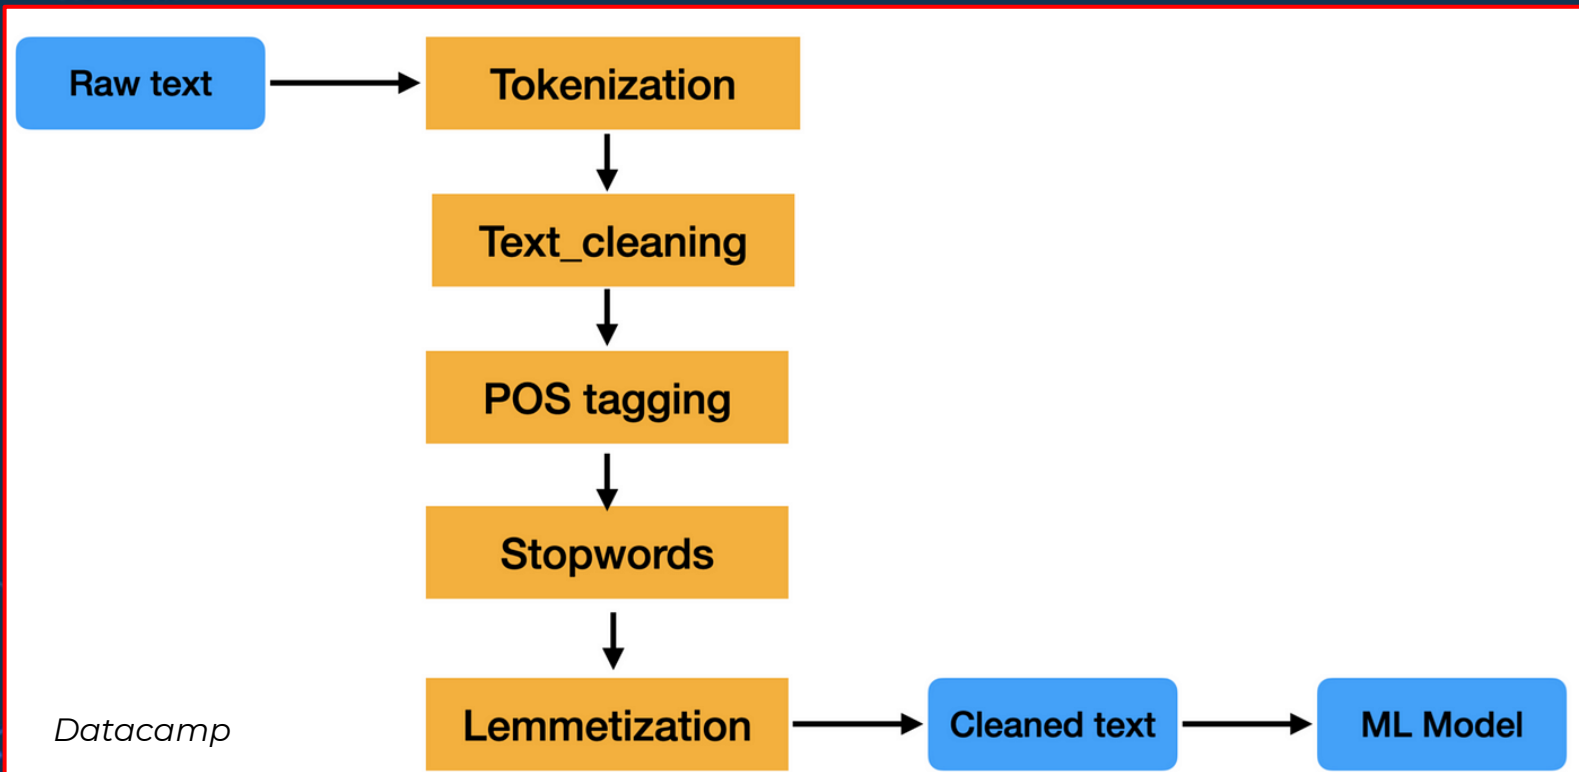 Raw text
Tokenization
Text_cleaning
POS tagging
Stopwords
Lemmetization
Cleaned text
ML Model
Datacamp